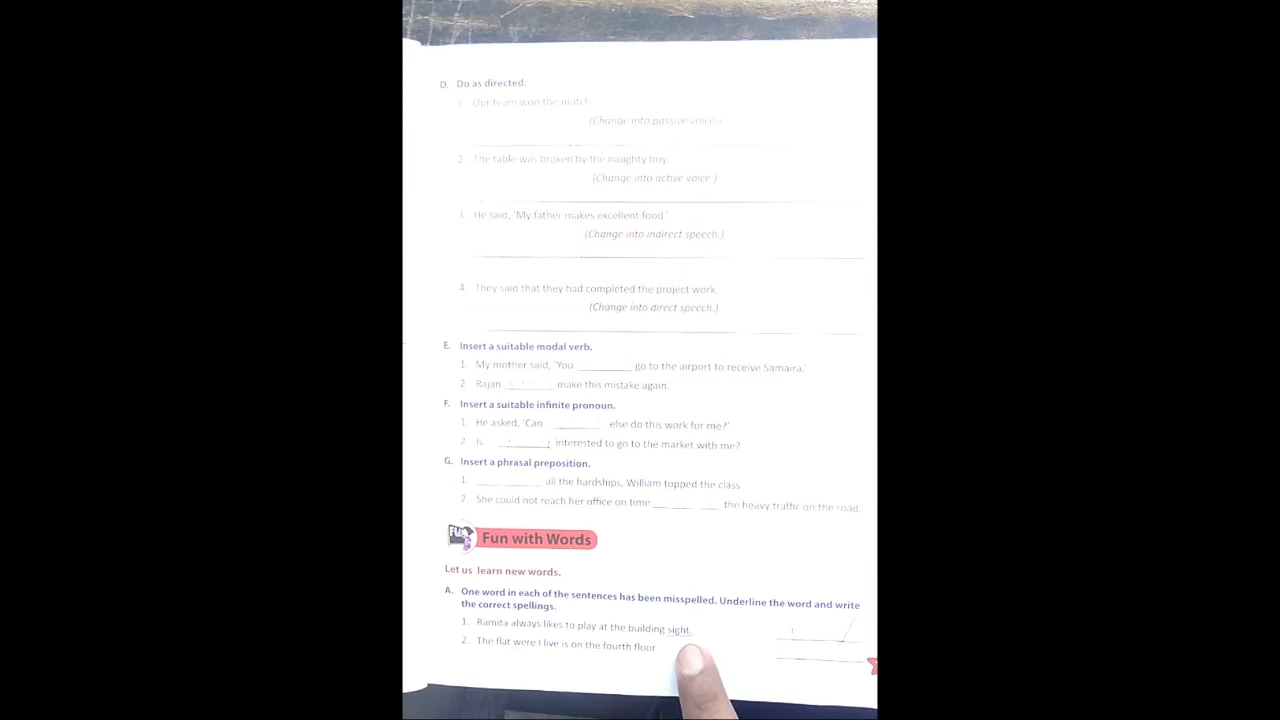 D. Do as directed.
1. Our team won the match.
(Change into passive voice.)
2. The table was broken by the naughty boy.
(Change into active voice.)
3. He said, 'My father makes excellent food.'
(Change into indirect speech.)
4. They said that they had completed the project work.
(Change into direct speech.)
E. Insert a suitable modal verb.
1. My mother said, 'You __________ go to the airport to receive Samaira.'
2. Rajan __________ make this mistake again.
F. Insert a suitable infinite pronoun.
1. He asked, 'Can __________ else do this work for me?'
2. Is __________ interested to go to the market with me?
G. Insert a phrasal preposition.
1. __________ all the hardships, William topped the class
2. She could not reach her office on time __________ the heavy traffic on the road.
FUN
Fun with Words
Let us learn new words.
A. One word in each of the sentences has been misspelled. Underline the word and write
the correct spellings.
1. Ramita always likes to play at the building sight.
2. The flat were I live is on the fourth floor